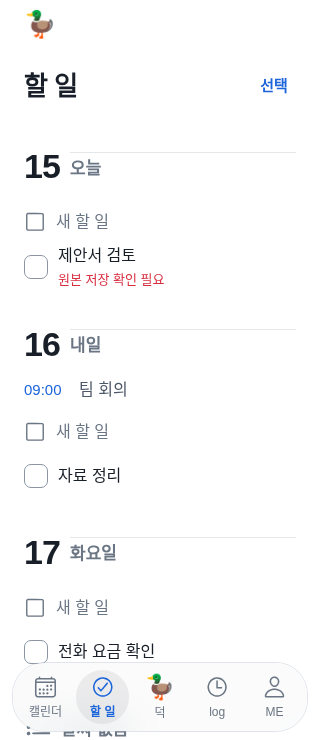 할 일
선택
15 오늘
새 할 일
제안서 검토
원본 저장 확인 필요
16 내일
09:00 팀 회의
새 할 일
자료 정리
17 화요일
새 할 일
전화 요금 확인
캘린더
할 일
덕
log
ME